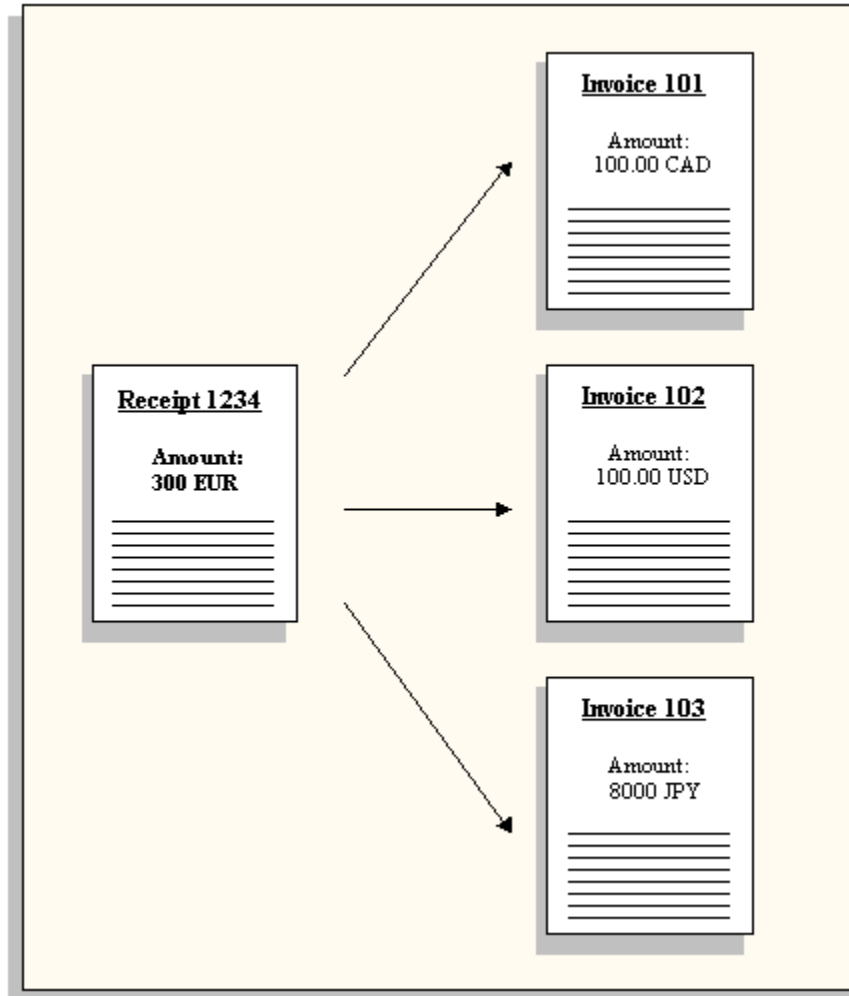 Invoice 101
Amount:
100.00 CAD
Receipt 1234
Amount:
300 EUR
Invoice 102
Amount:
100.00 USD
Invoice 103
Amount:
8000 JPY